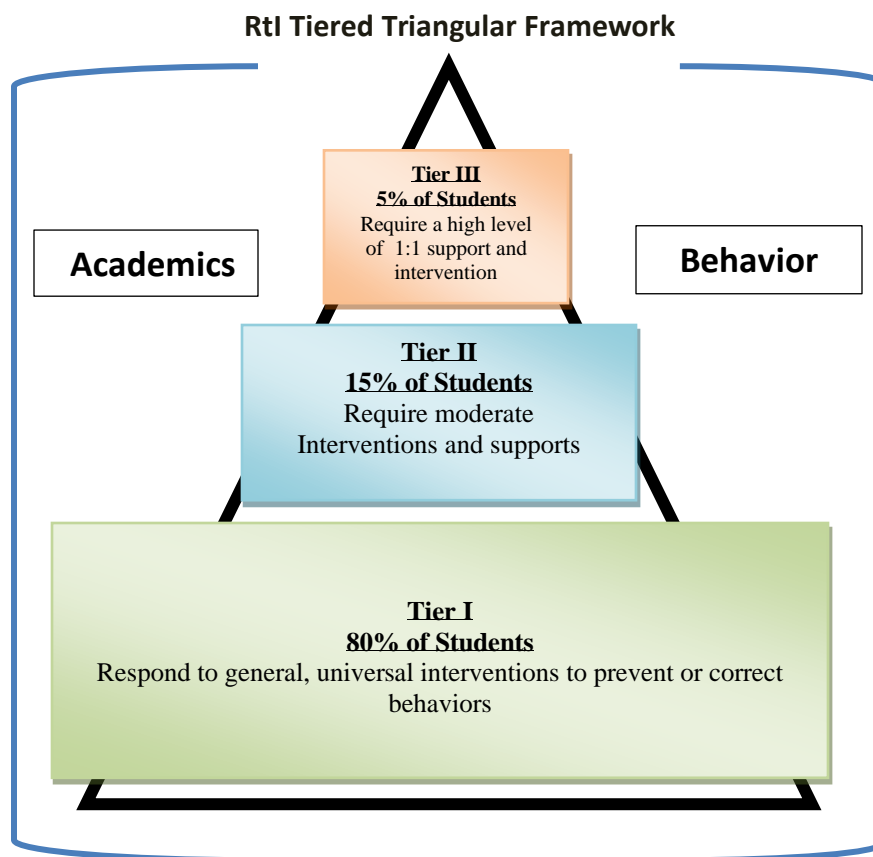 RtI Tiered Triangular Framework
Tier III
5% of Students
Require a high level
of 1:1 support and
intervention
Academics
Behavior
Tier II
15% of Students
Require moderate
Interventions and supports
Tier I
80% of Students
Respond to general, universal interventions to prevent or correct
behaviors